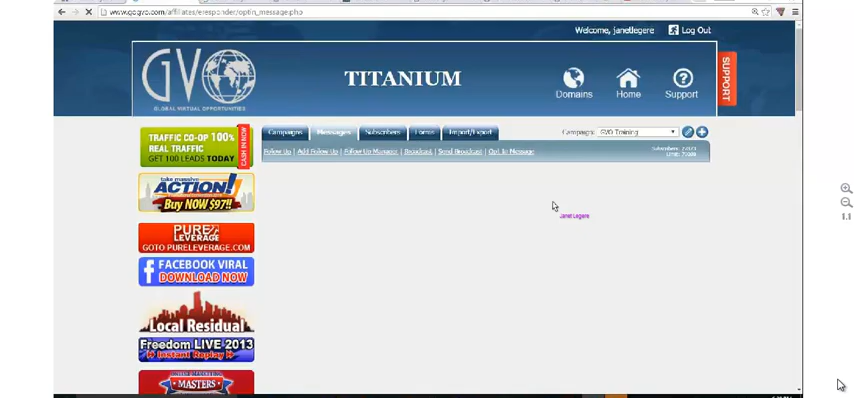 www.gogvo.com/affiliates/eresponder/optin_message.php
Welcome, janetlegere Log Out
GVO
GLOBAL VIRTUAL OPPORTUNITIES
TITANIUM
Domains Home Support
SUPPORT
TRAFFIC CO-OP 100%
REAL TRAFFIC
GET 100 LEADS TODAY
CASH IN NOW
Campaigns Messages Subscribers Forms Import/Export Campaign: GVO Training
Follow Up | Add Follow Up | Follow Up Manager | Broadcast | Send Broadcast | Opt In Message
Subscribers:
take massive
ACTION!
Buy NOW $97!!
Janet Legere
PURE
LEVERAGE
GOTO PURELEVERAGE.COM
FACEBOOK VIRAL
DOWNLOAD NOW
Local Residual
Freedom LIVE 2013
Instant Replay
MASTERS
1.1